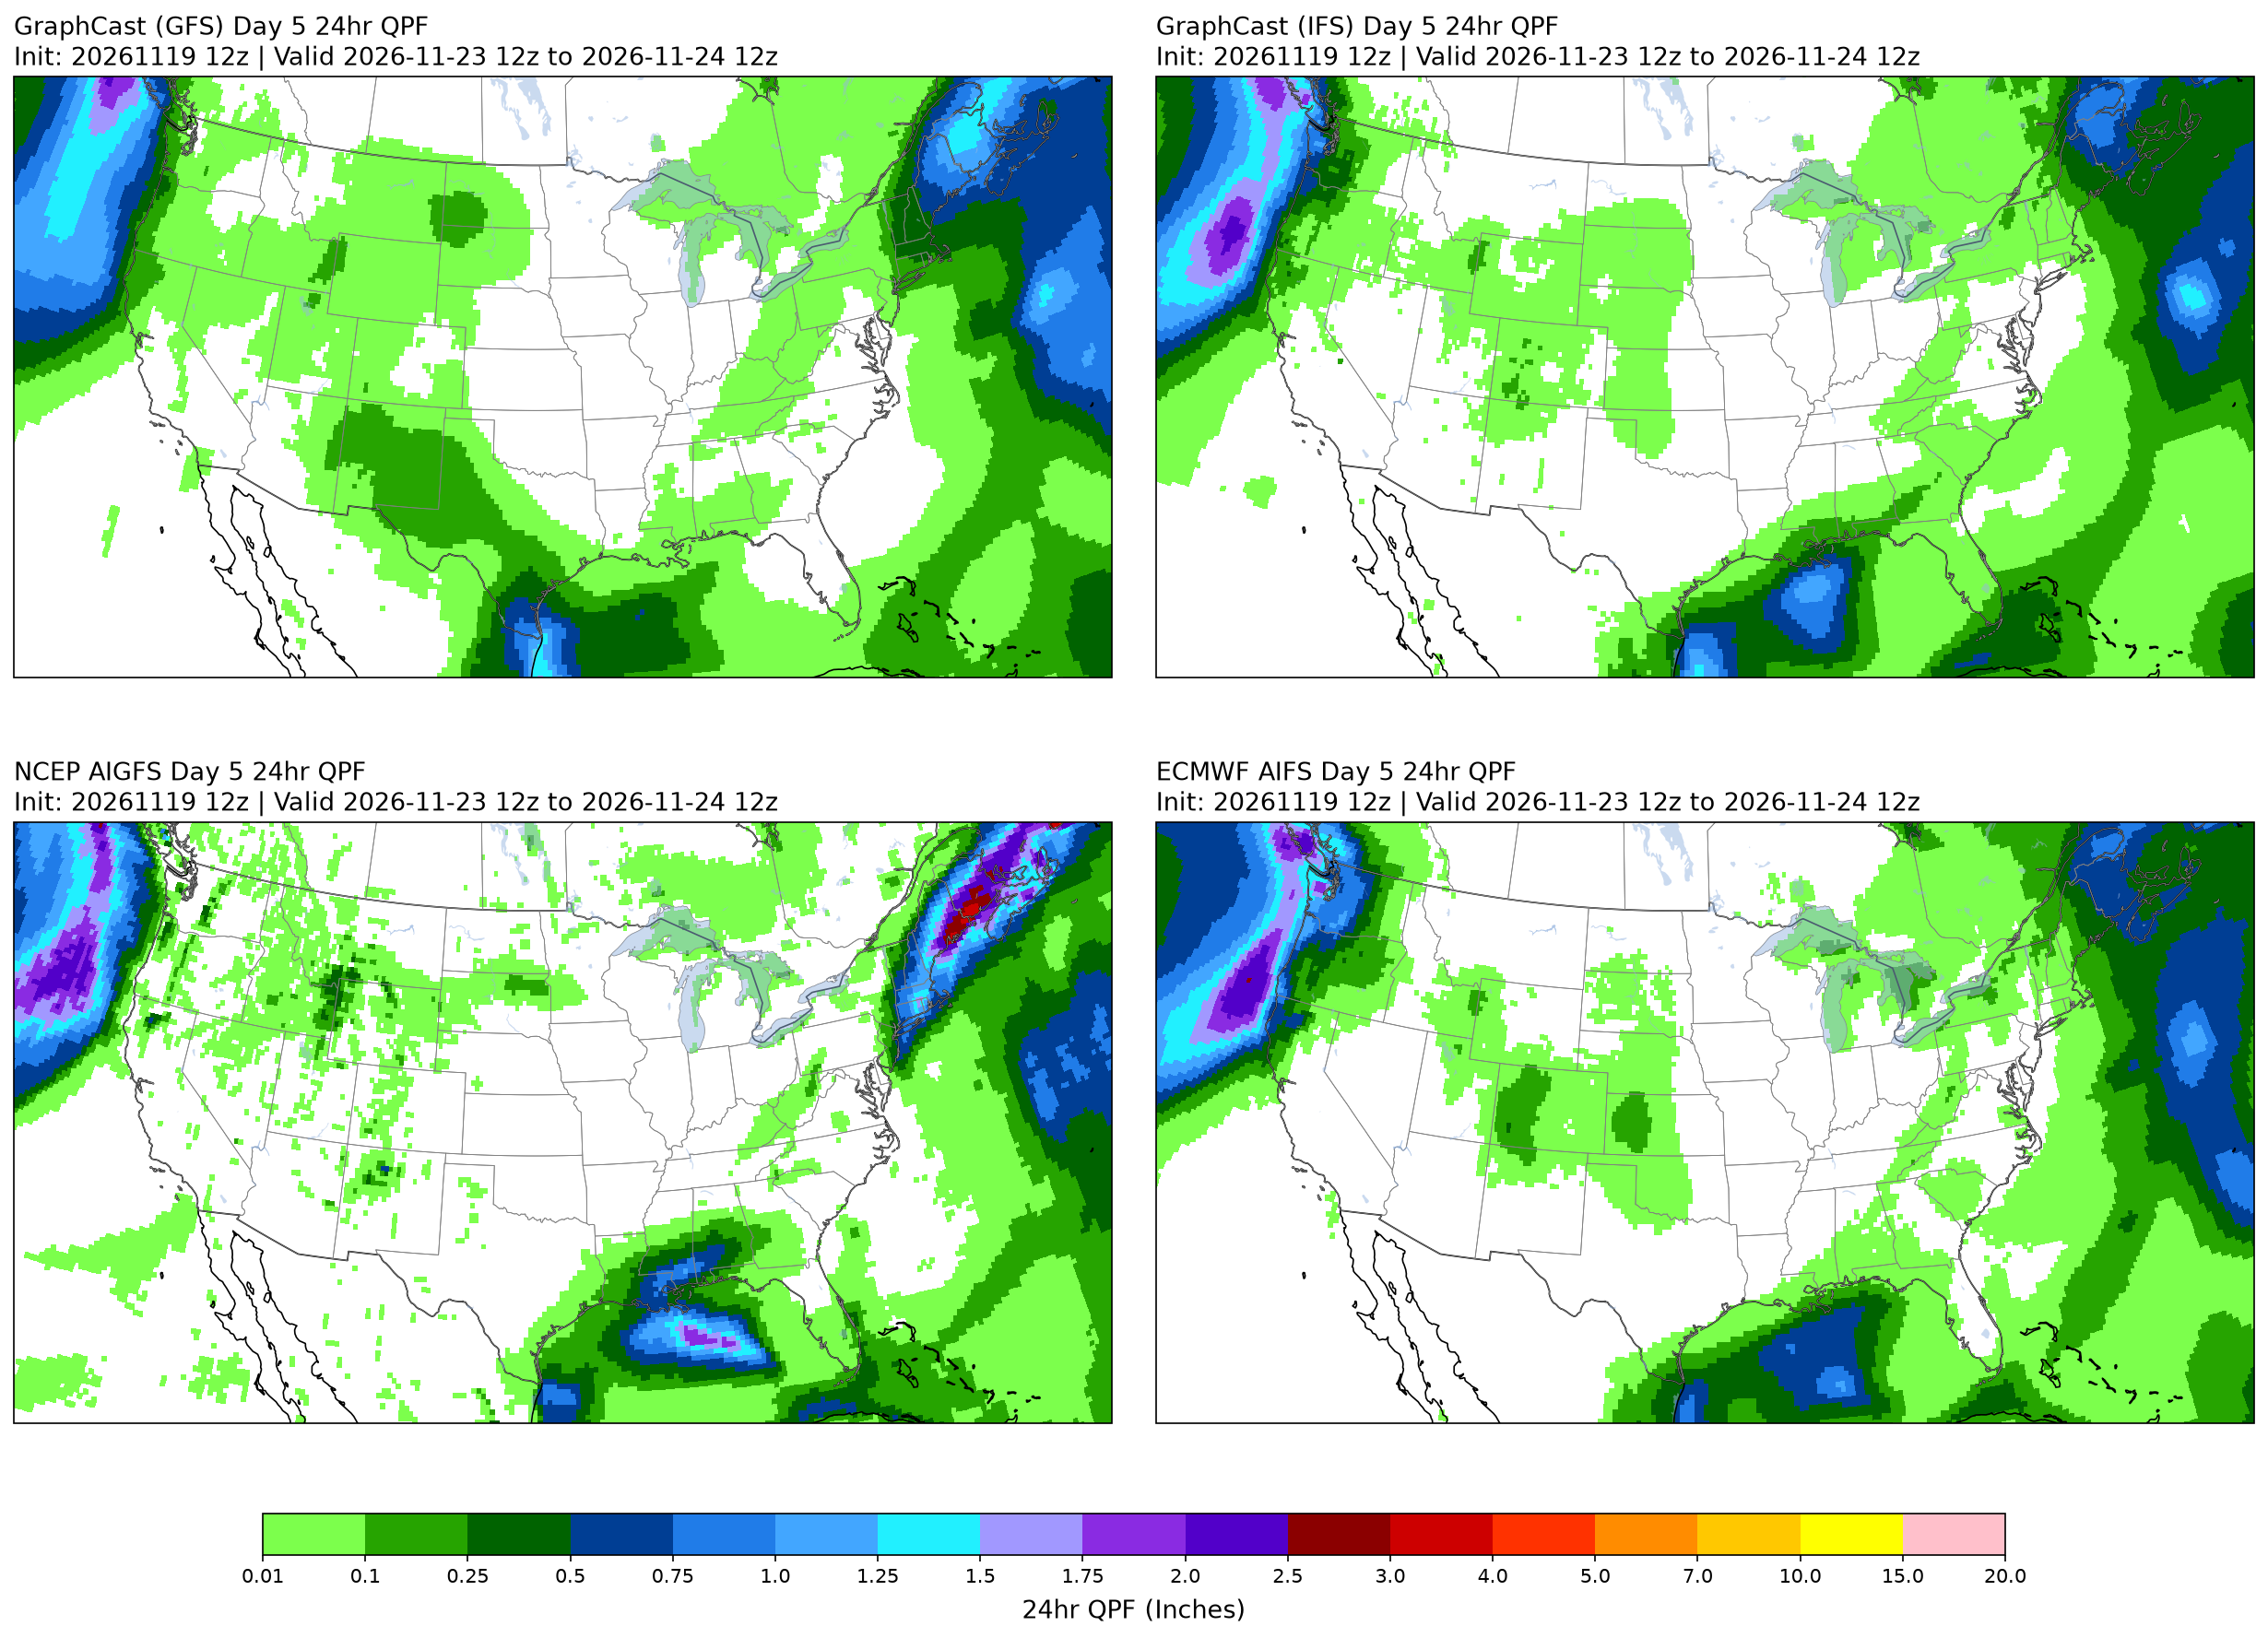 GraphCast (GFS) Day 5 24hr QPF
Init: 20261119 12z | Valid 2026-11-23 12z to 2026-11-24 12z
GraphCast (IFS) Day 5 24hr QPF
Init: 20261119 12z | Valid 2026-11-23 12z to 2026-11-24 12z
NCEP AIGFS Day 5 24hr QPF
Init: 20261119 12z | Valid 2026-11-23 12z to 2026-11-24 12z
ECMWF AIFS Day 5 24hr QPF
Init: 20261119 12z | Valid 2026-11-23 12z to 2026-11-24 12z
0.01 0.1 0.25 0.5 0.75 1.0 1.25 1.5 1.75 2.0 2.5 3.0 4.0 5.0 7.0 10.0 15.0 20.0
24hr QPF (Inches)